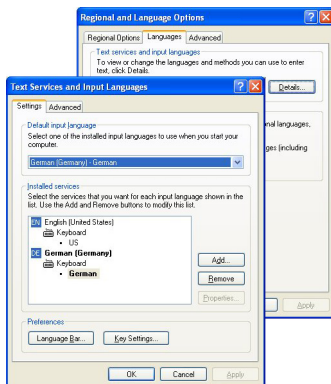 Regional and Language Options
Regional Options Languages Advanced
Text services and input languages
To view or change the languages and methods you can use to enter
text, click Details.
Details...
nal languages,
ges (including
Apply
Text Services and Input Languages
Settings Advanced
Default input language
Select one of the installed input languages to use when you start your
computer.
German (Germany) - German
Installed services
Select the services that you want for each input language shown in the
list. Use the Add and Remove buttons to modify this list.
EN English (United States)
Keyboard
• US
DE German (Germany)
Keyboard
• German
Add...
Remove
Properties...
Preferences
Language Bar... Key Settings...
OK Cancel Apply